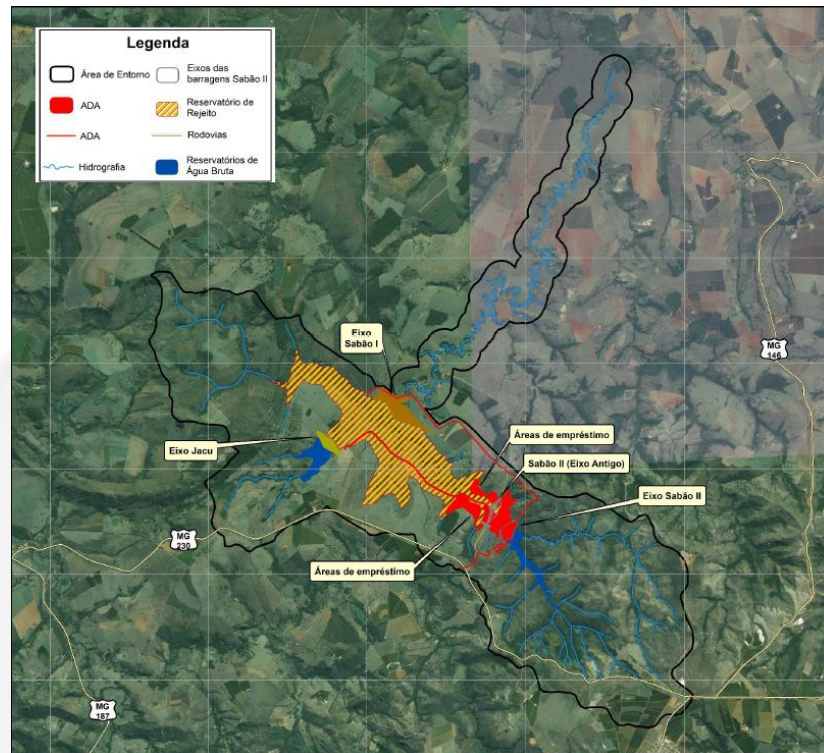 Legenda
Área de Entorno
Eixos das
barragens Sabão II
ADA
Reservatório de
Rejeito
ADA
Rodovias
Hidrografia
Reservatórios de
Água Bruta
Eixo
Sabão I
MG
146
Áreas de empréstimo
Eixo Jacu
Sabão II (Eixo Antigo)
Eixo Sabão II
MG
230
Áreas de empréstimo
MG
187